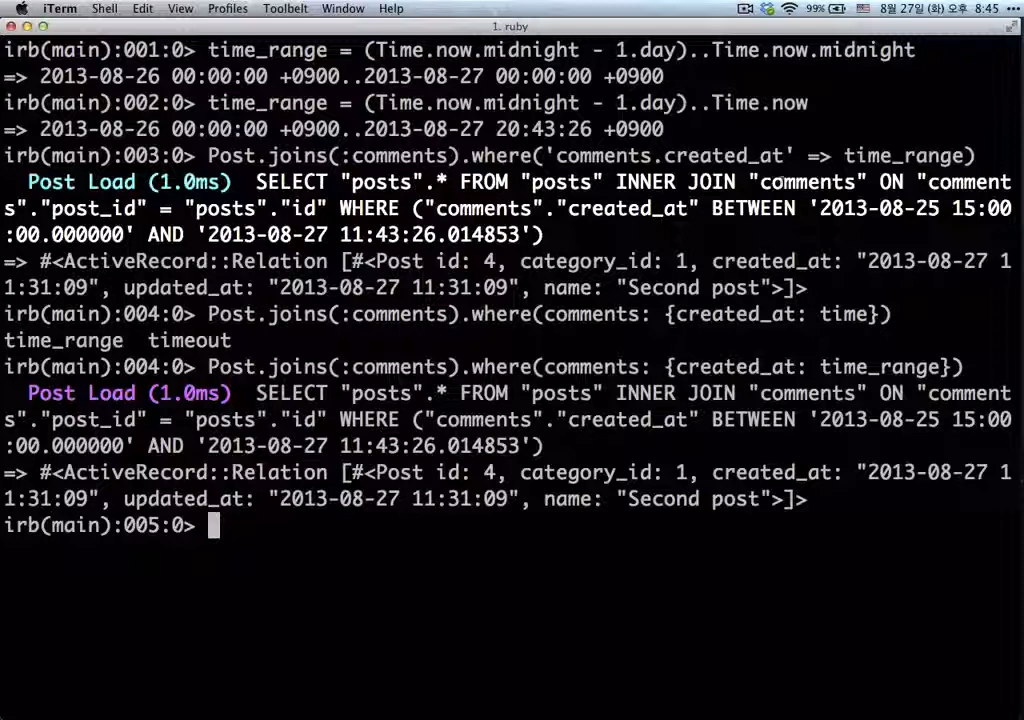 iTerm Shell Edit View Profiles Toolbelt Window Help 99% 8월 27일 (화) 오후 8:45
1. ruby
irb(main):001:0> time_range = (Time.now.midnight - 1.day)..Time.now.midnight
=> 2013-08-26 00:00:00 +0900..2013-08-27 00:00:00 +0900
irb(main):002:0> time_range = (Time.now.midnight - 1.day)..Time.now
=> 2013-08-26 00:00:00 +0900..2013-08-27 20:43:26 +0900
irb(main):003:0> Post.joins(:comments).where('comments.created_at' => time_range)
Post Load (1.0ms)  SELECT "posts".* FROM "posts" INNER JOIN "comments" ON "comment
s"."post_id" = "posts"."id" WHERE ("comments"."created_at" BETWEEN '2013-08-25 15:00
:00.000000' AND '2013-08-27 11:43:26.014853')
=> #<ActiveRecord::Relation [#<Post id: 4, category_id: 1, created_at: "2013-08-27 1
1:31:09", updated_at: "2013-08-27 11:31:09", name: "Second post">]>
irb(main):004:0> Post.joins(:comments).where(comments: {created_at: time})
time_range  timeout
irb(main):004:0> Post.joins(:comments).where(comments: {created_at: time_range})
Post Load (1.0ms)  SELECT "posts".* FROM "posts" INNER JOIN "comments" ON "comment
s"."post_id" = "posts"."id" WHERE ("comments"."created_at" BETWEEN '2013-08-25 15:00
:00.000000' AND '2013-08-27 11:43:26.014853')
=> #<ActiveRecord::Relation [#<Post id: 4, category_id: 1, created_at: "2013-08-27 1
1:31:09", updated_at: "2013-08-27 11:31:09", name: "Second post">]>
irb(main):005:0>